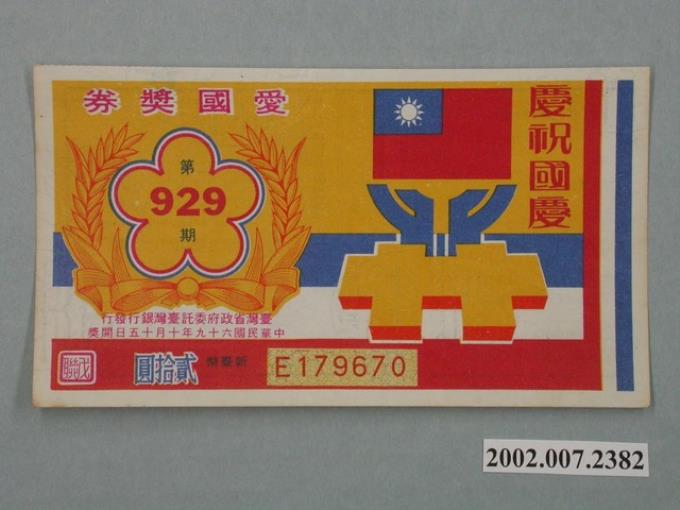 愛國獎券
慶祝國慶
第
929
期
臺灣省政府委託臺灣銀行發行
中華民國六十九年十月十五日開獎
聯戊
新臺幣
貳拾圓
E179670
2002.007.2382